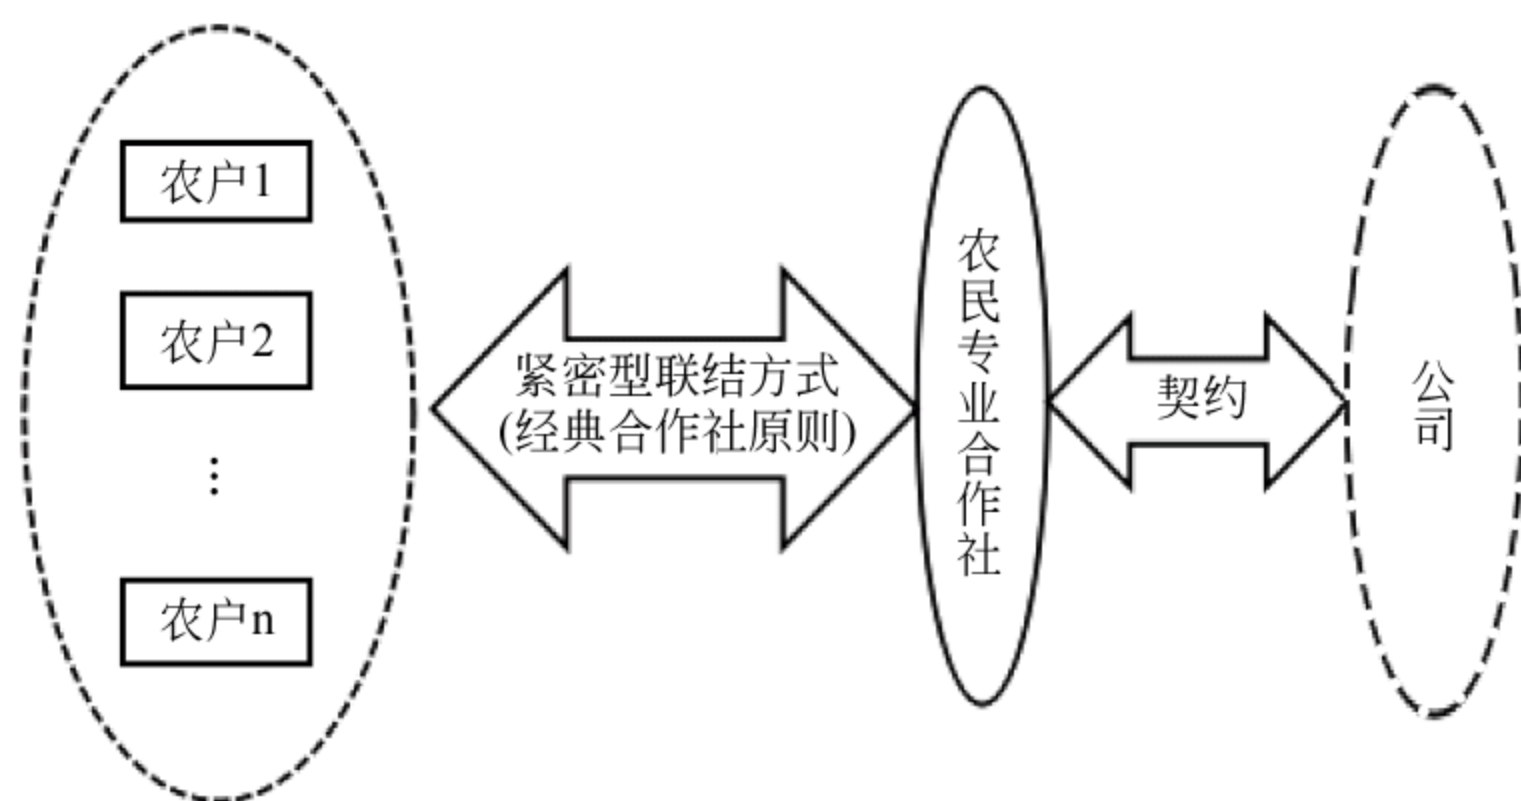 农户1
农户2
⋮
农户n
紧密型联结方式
(经典合作社原则)
农民专业合作社
契约
公司